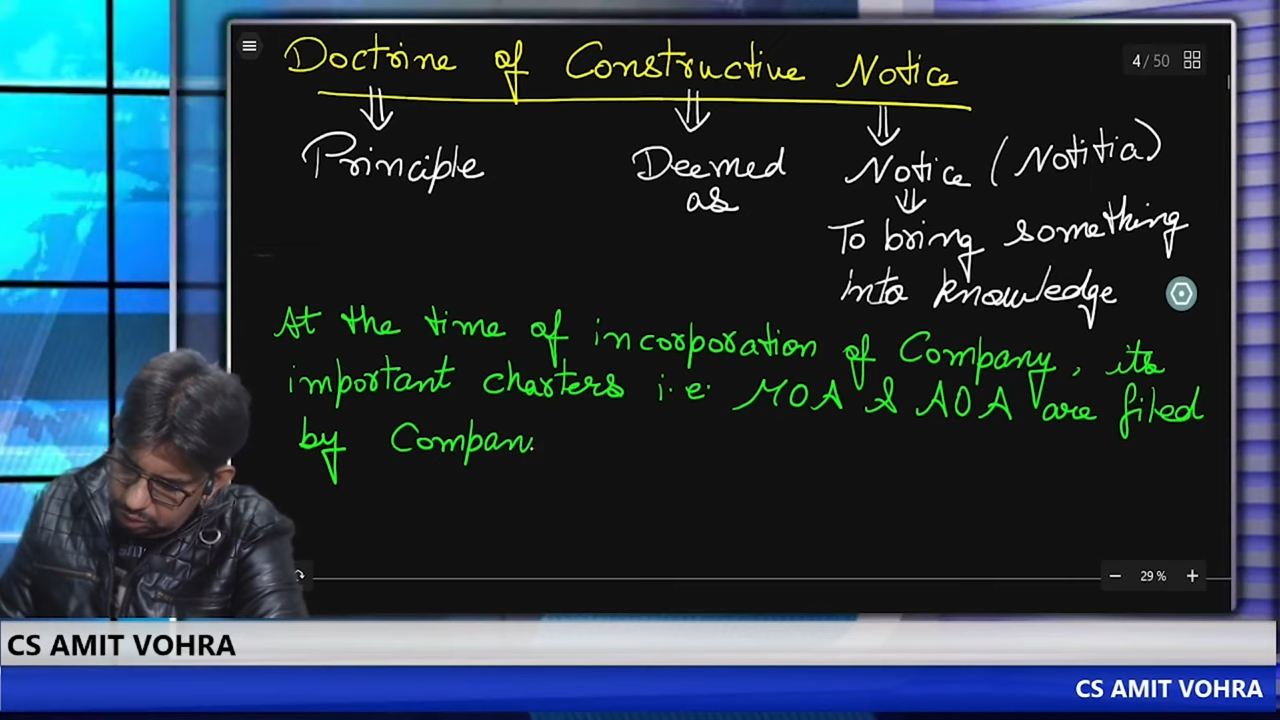 Doctrine of Constructive Notice
4 / 50
Principle
Deemed
as
Notice (Notitia)
To bring something
into knowledge
At the time of incorporation of Company, its
important charters i.e. MOA & AOA are filed
by Compan
29 %
CS AMIT VOHRA
CS AMIT VOHRA